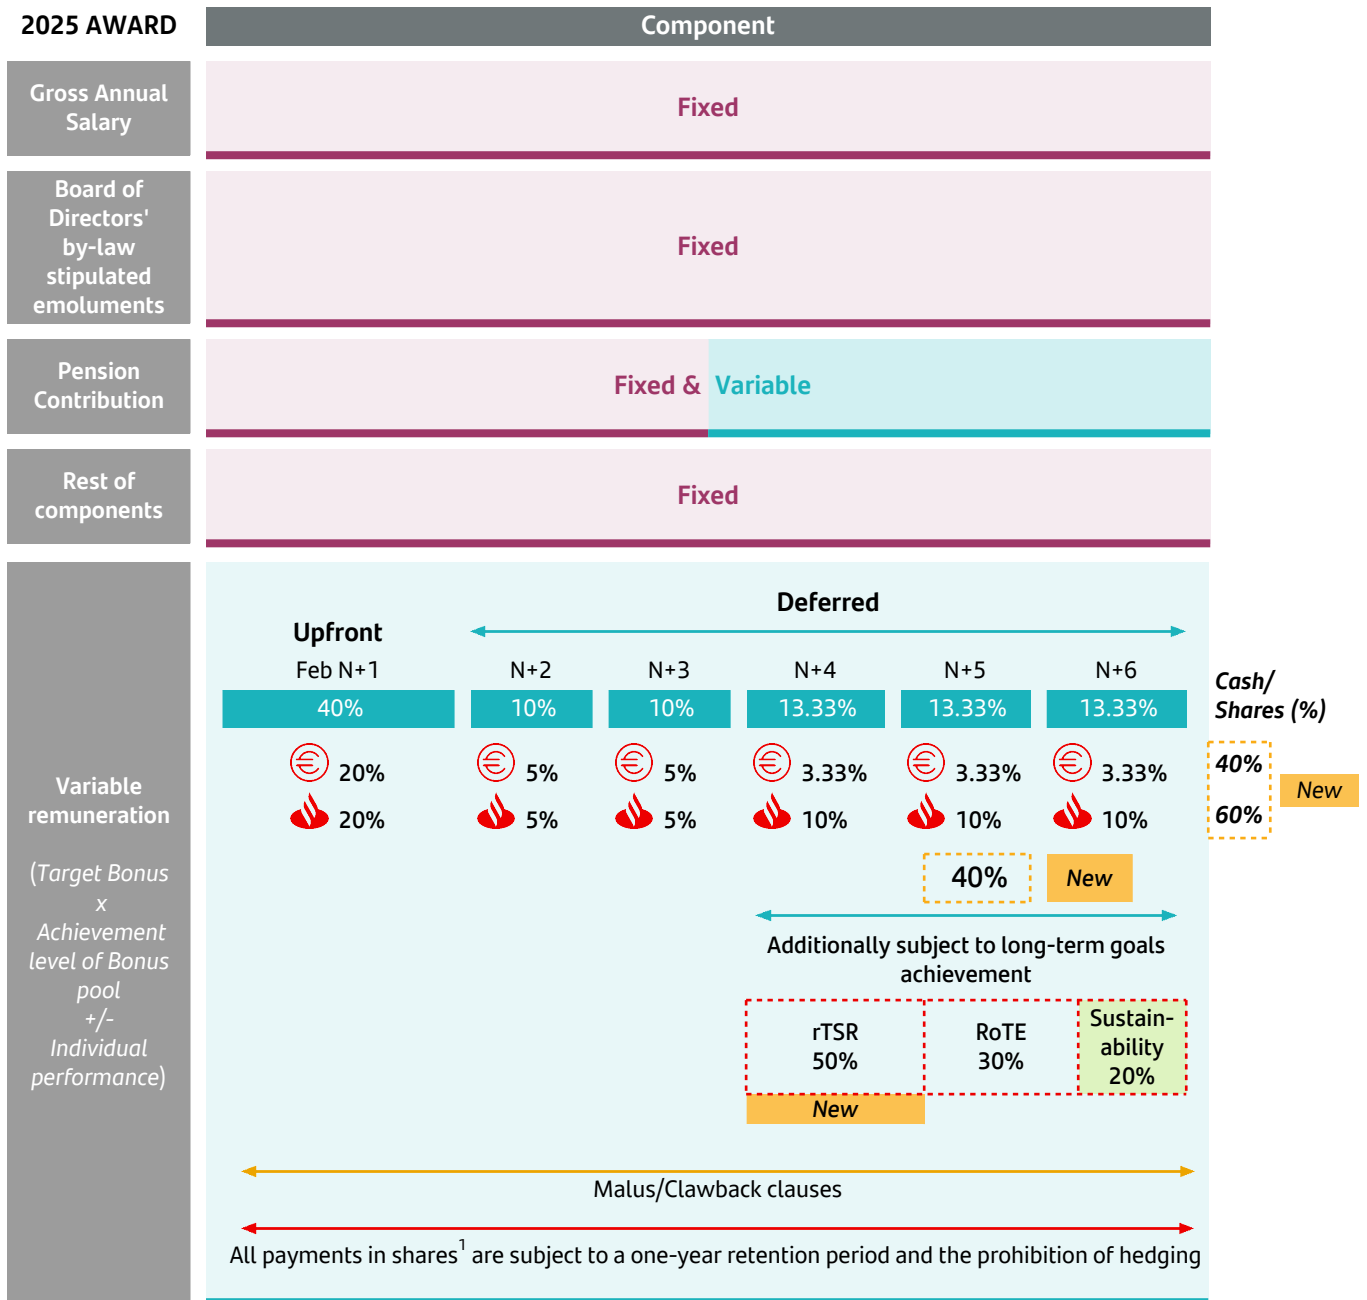 2025 AWARD
Component
Gross Annual
Salary
Fixed
Board of
Directors'
by-law
stipulated
emoluments
Fixed
Pension
Contribution
Fixed & Variable
Rest of
components
Fixed
Variable
remuneration
(Target Bonus
x
Achievement
level of Bonus
pool
+/-
Individual
performance)
Deferred
Upfront
Feb N+1 N+2 N+3 N+4 N+5 N+6
40% 10% 10% 13.33% 13.33% 13.33%
Cash/
Shares (%)
€ 20% € 5% € 5% € 3.33% € 3.33% € 3.33%
20% 5% 5% 10% 10% 10%
40%
60%
New
40% New
Additionally subject to long-term goals
achievement
rTSR
50%
RoTE
30%
Sustain-
ability
20%
New
Malus/Clawback clauses
All payments in shares¹ are subject to a one-year retention period and the prohibition of hedging